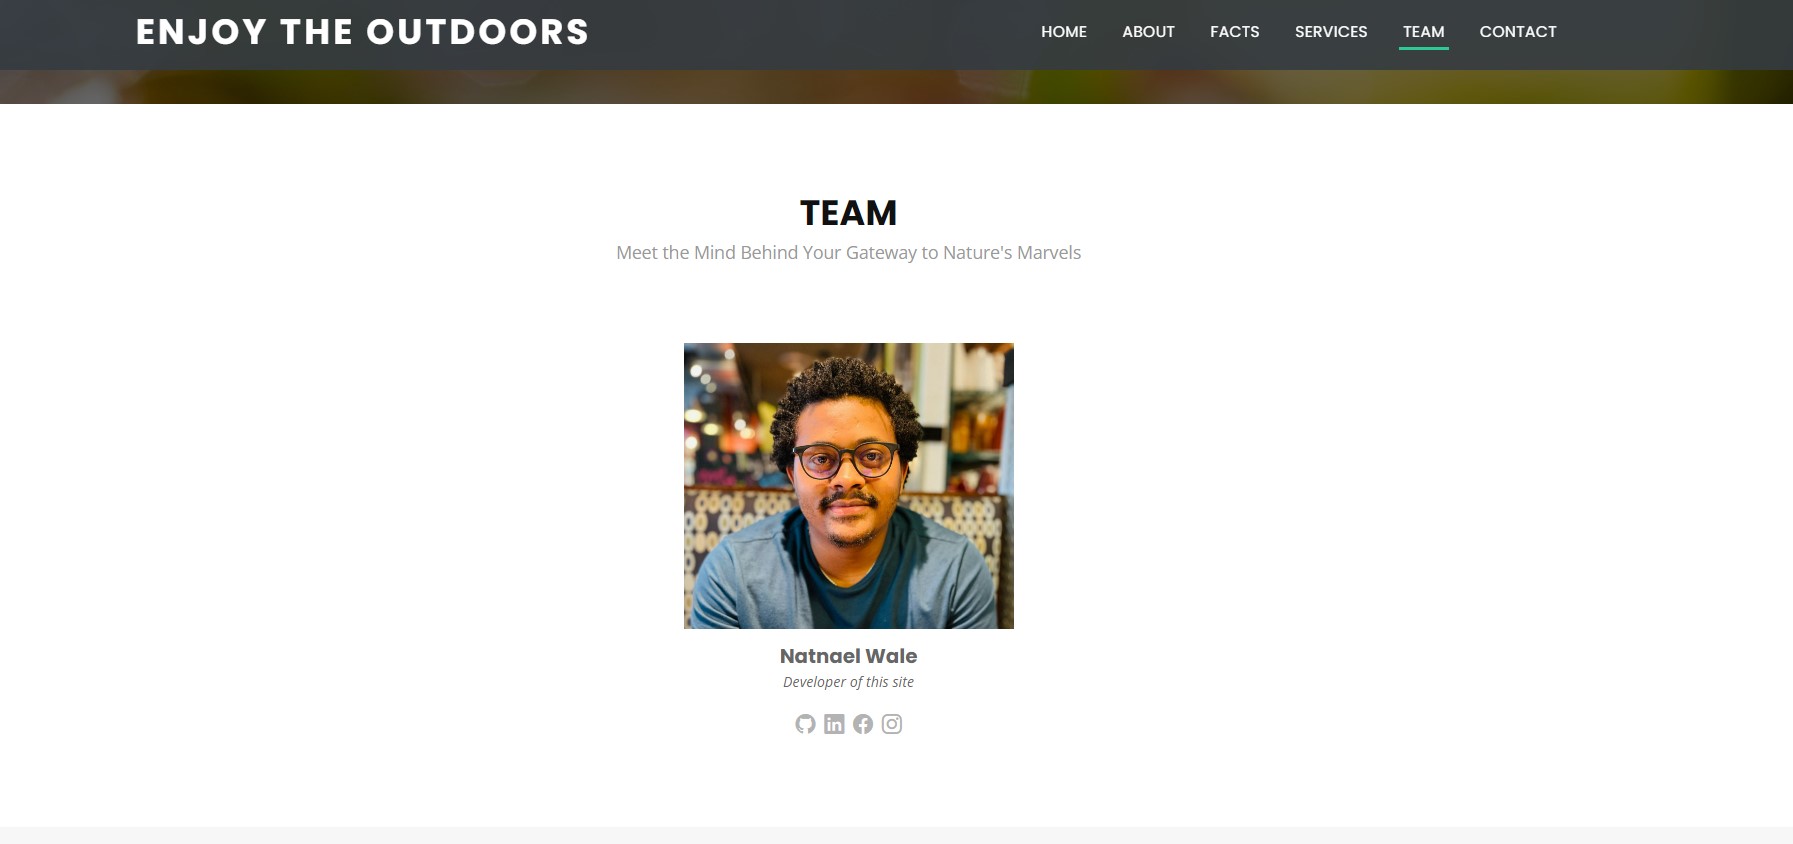 ENJOY THE OUTDOORS
HOME ABOUT FACTS SERVICES TEAM CONTACT
TEAM
Meet the Mind Behind Your Gateway to Nature's Marvels
Natnael Wale
Developer of this site